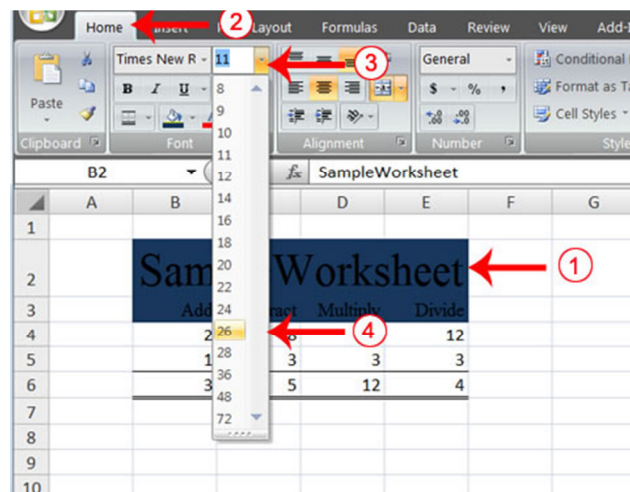 Home Insert Layout Formulas Data Review View Add-I
2
Times New R 11 General Conditional
3
B I U $ % , Format as Ta
Paste Cell Styles
Clipboard Font Alignment Number Style
B2 fx SampleWorksheet
8
9
10
11
12
14
16
18
20
22
24
26
28
36
48
72
A B D E F G
1
2 Sam Worksheet 1
3 Add ract Multiply Divide
4 2 8 12
4
5 1 3 3 3
6 3 5 12 4
7
8
9
10